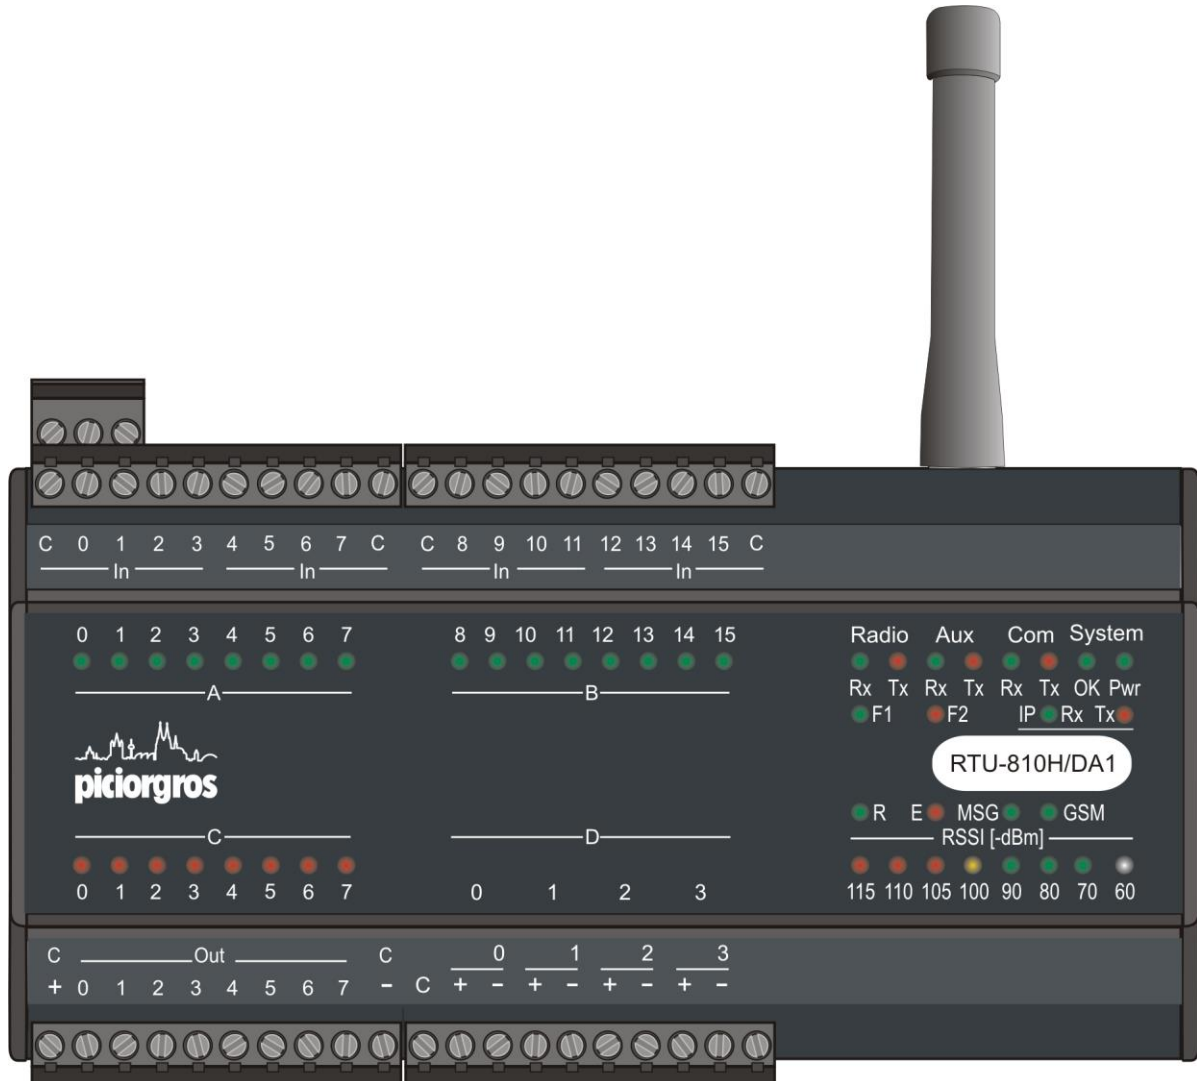 C 0 1 2 3 4 5 6 7 C C 8 9 10 11 12 13 14 15 C
In In In In
0 1 2 3 4 5 6 7 8 9 10 11 12 13 14 15 Radio Aux Com System
A B Rx Tx Rx Tx Rx Tx OK Pwr
F1 F2 IP Rx Tx
piciorgros RTU-810H/DA1
R E MSG GSM
C D RSSI [-dBm]
0 1 2 3 4 5 6 7 0 1 2 3 115 110 105 100 90 80 70 60
C Out C 0 1 2 3
+ 0 1 2 3 4 5 6 7 - C + - + - + - + -